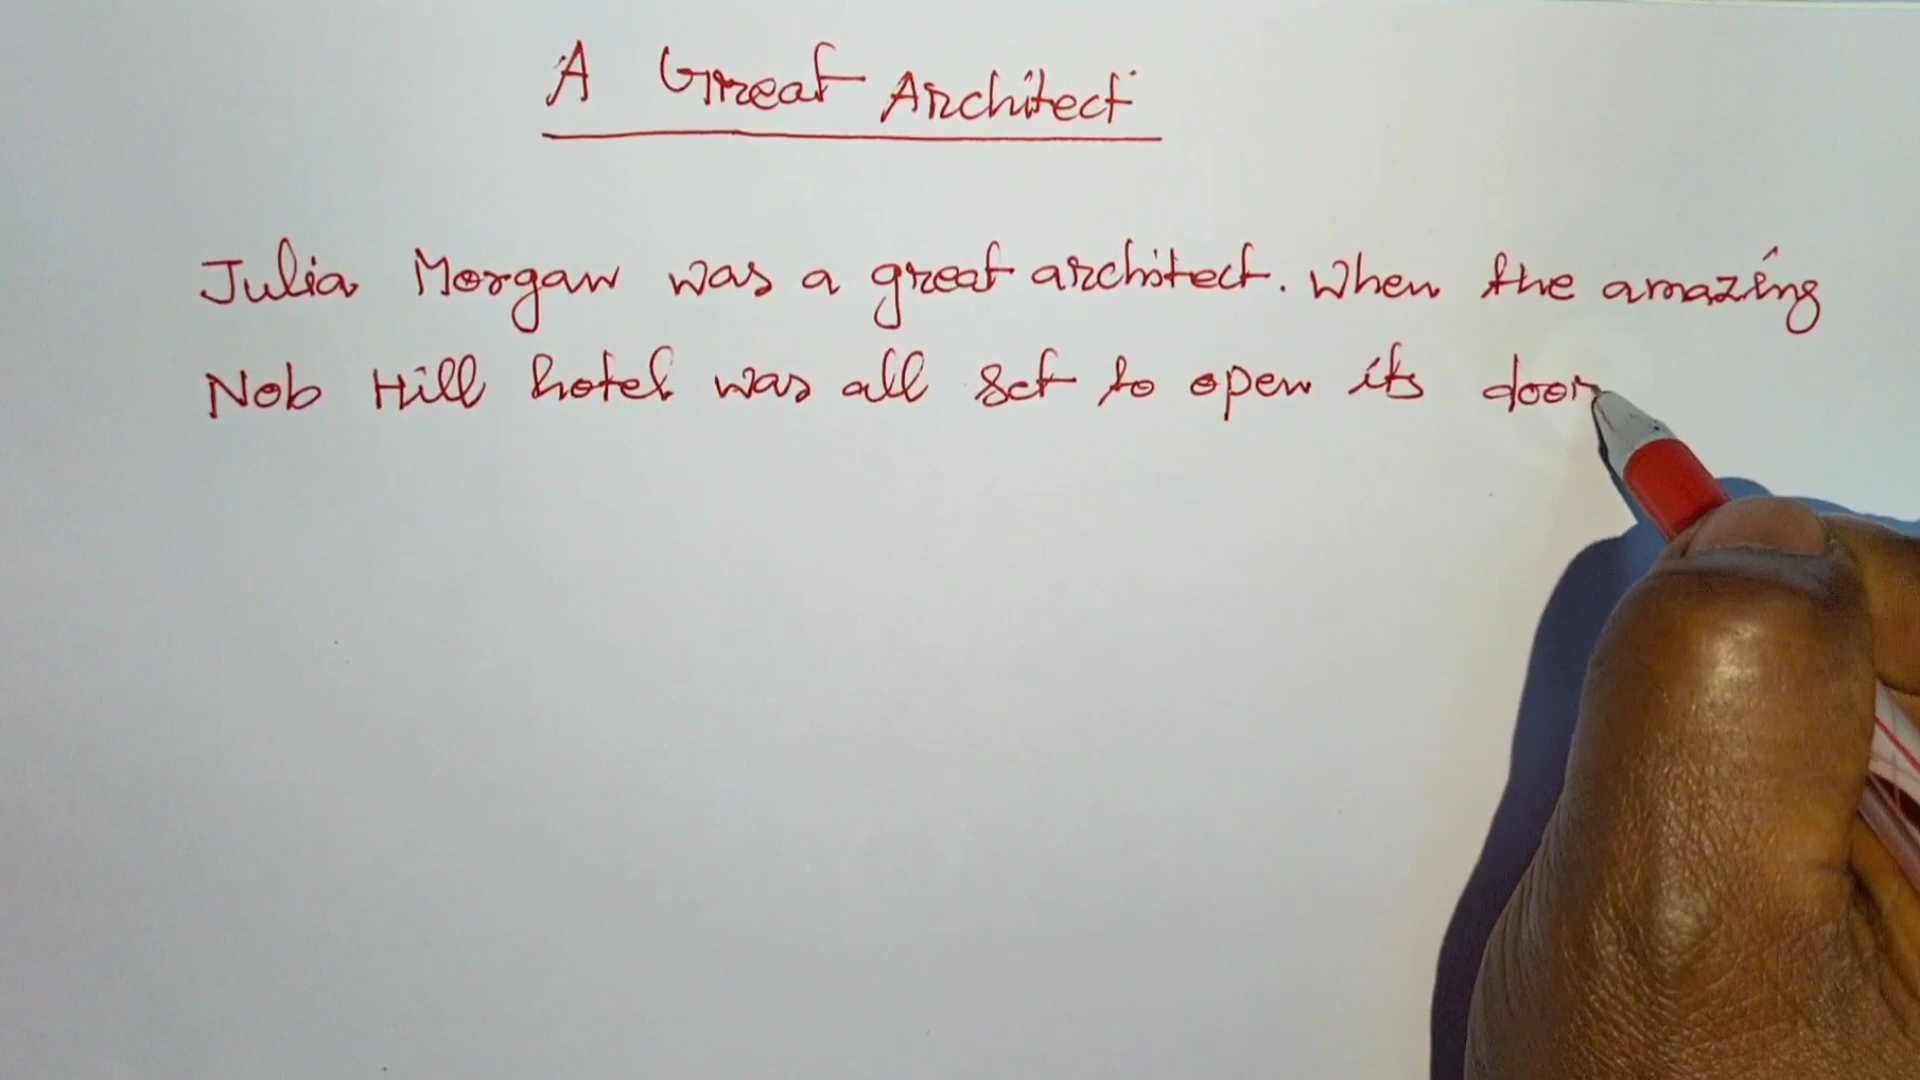 A Great Architect
Julia Morgan was a great architect. When the amazing
Nob Hill hotel was all set to open its door